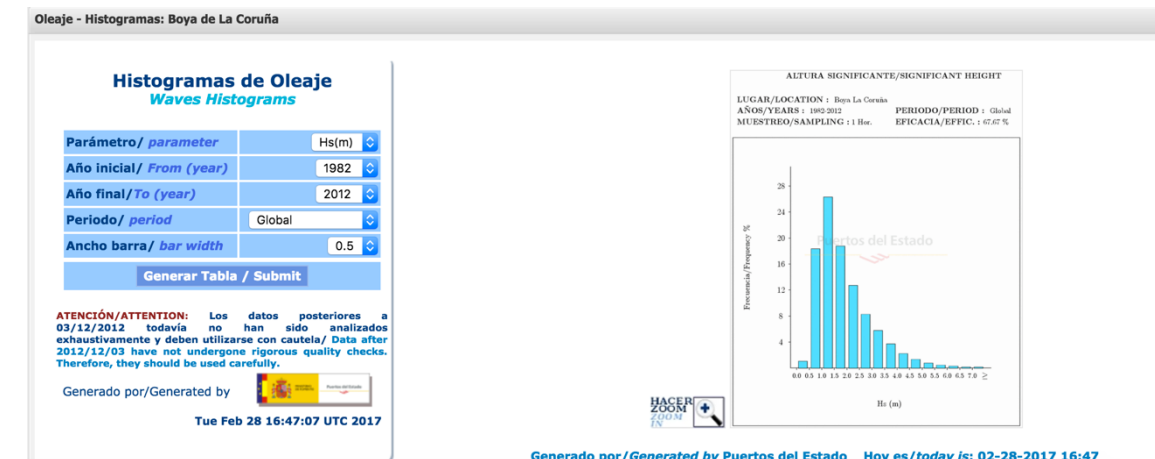 Oleaje - Histogramas: Boya de La Coruña
Histogramas de Oleaje
Waves Histograms
Parámetro/ parameter Hs(m)
Año inicial/ From (year) 1982
Año final/To (year) 2012
Periodo/ period Global
Ancho barra/ bar width 0.5
Generar Tabla / Submit
ATENCIÓN/ATTENTION: Los datos posteriores a
03/12/2012 todavía no han sido analizados
exhaustivamente y deben utilizarse con cautela/ Data after
2012/12/03 have not undergone rigorous quality checks.
Therefore, they should be used carefully.
Generado por/Generated by
Tue Feb 28 16:47:07 UTC 2017
ALTURA SIGNIFICANTE/SIGNIFICANT HEIGHT
LUGAR/LOCATION : Boya La Coruña
AÑOS/YEARS : 1982-2012 PERIODO/PERIOD : Global
MUESTREO/SAMPLING : 1 Hor. EFICACIA/EFFIC. : 67.67 %
Frecuencia/Frequency %
28
24
20
16
12
8
4
Puertos del Estado
0.0 0.5 1.0 1.5 2.0 2.5 3.0 3.5 4.0 4.5 5.0 5.5 6.0 6.5 7.0 ≥
Hs (m)
HACER
ZOOM
ZOOM
IN
Generado por/Generated by Puertos del Estado Hoy es/today is: 02-28-2017 16:47